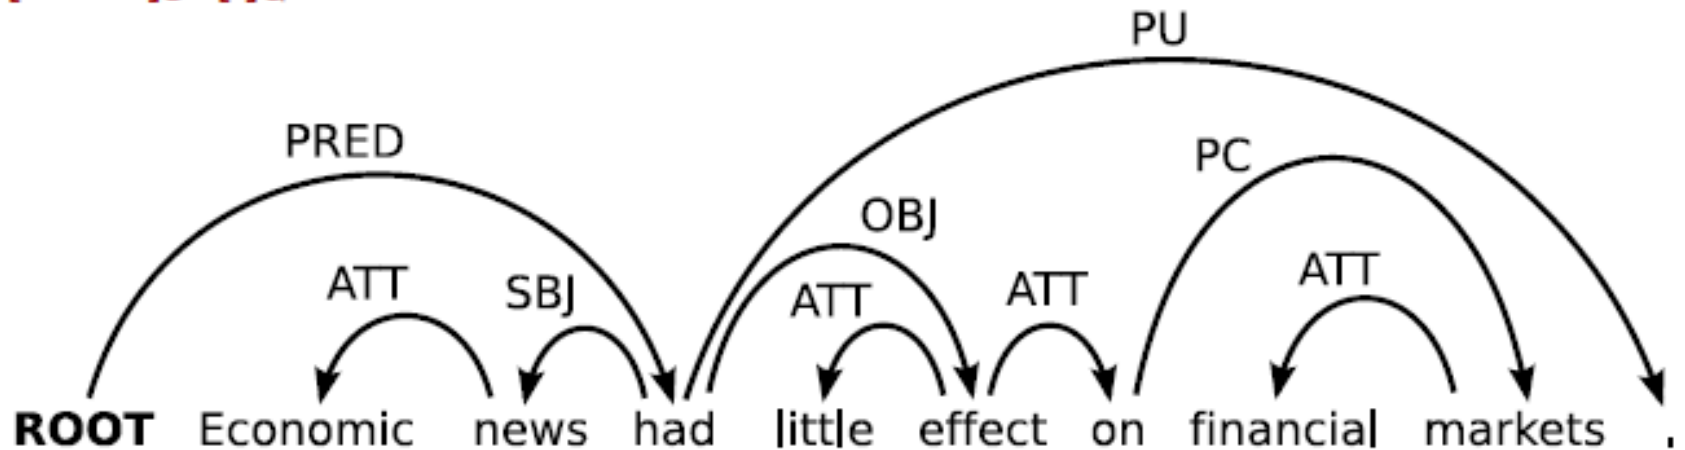 PU
PRED
PC
OBJ
ATT SBJ ATT ATT ATT
ROOT Economic news had little effect on financial markets .